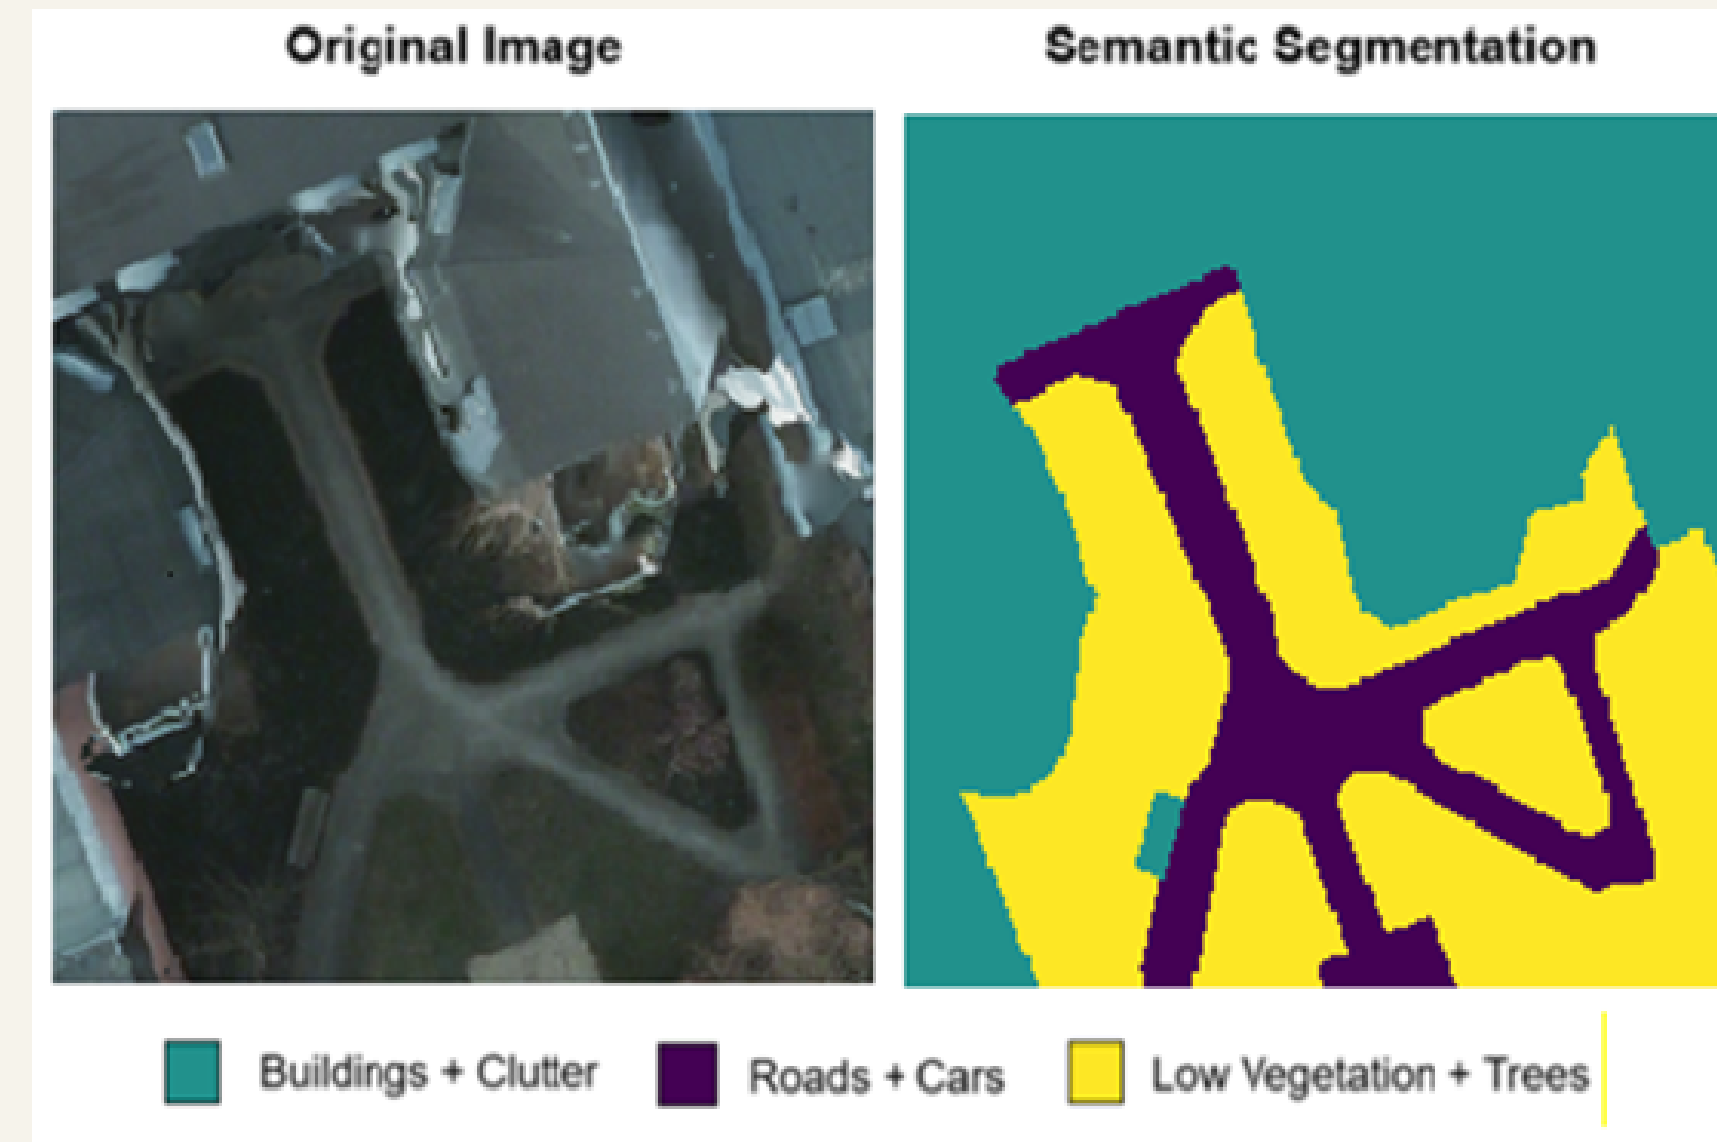 Original Image
Semantic Segmentation
Buildings + Clutter
Roads + Cars
Low Vegetation + Trees